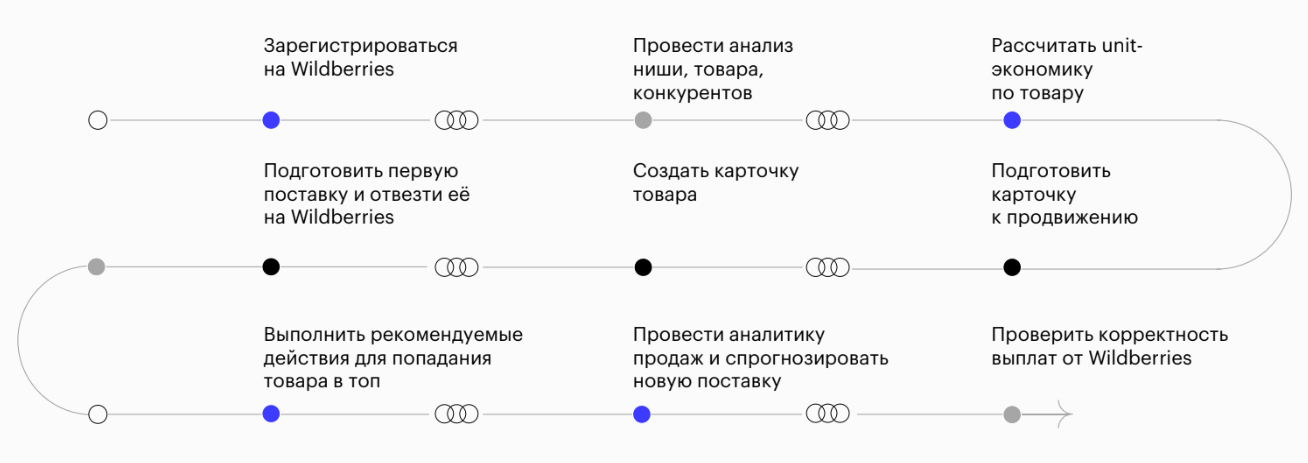 Зарегистрироваться
на Wildberries
Провести анализ
ниши, товара,
конкурентов
Рассчитать unit-
экономику
по товару
Подготовить первую
поставку и отвезти её
на Wildberries
Создать карточку
товара
Подготовить
карточку
к продвижению
Выполнить рекомендуемые
действия для попадания
товара в топ
Провести аналитику
продаж и спрогнозировать
новую поставку
Проверить корректность
выплат от Wildberries